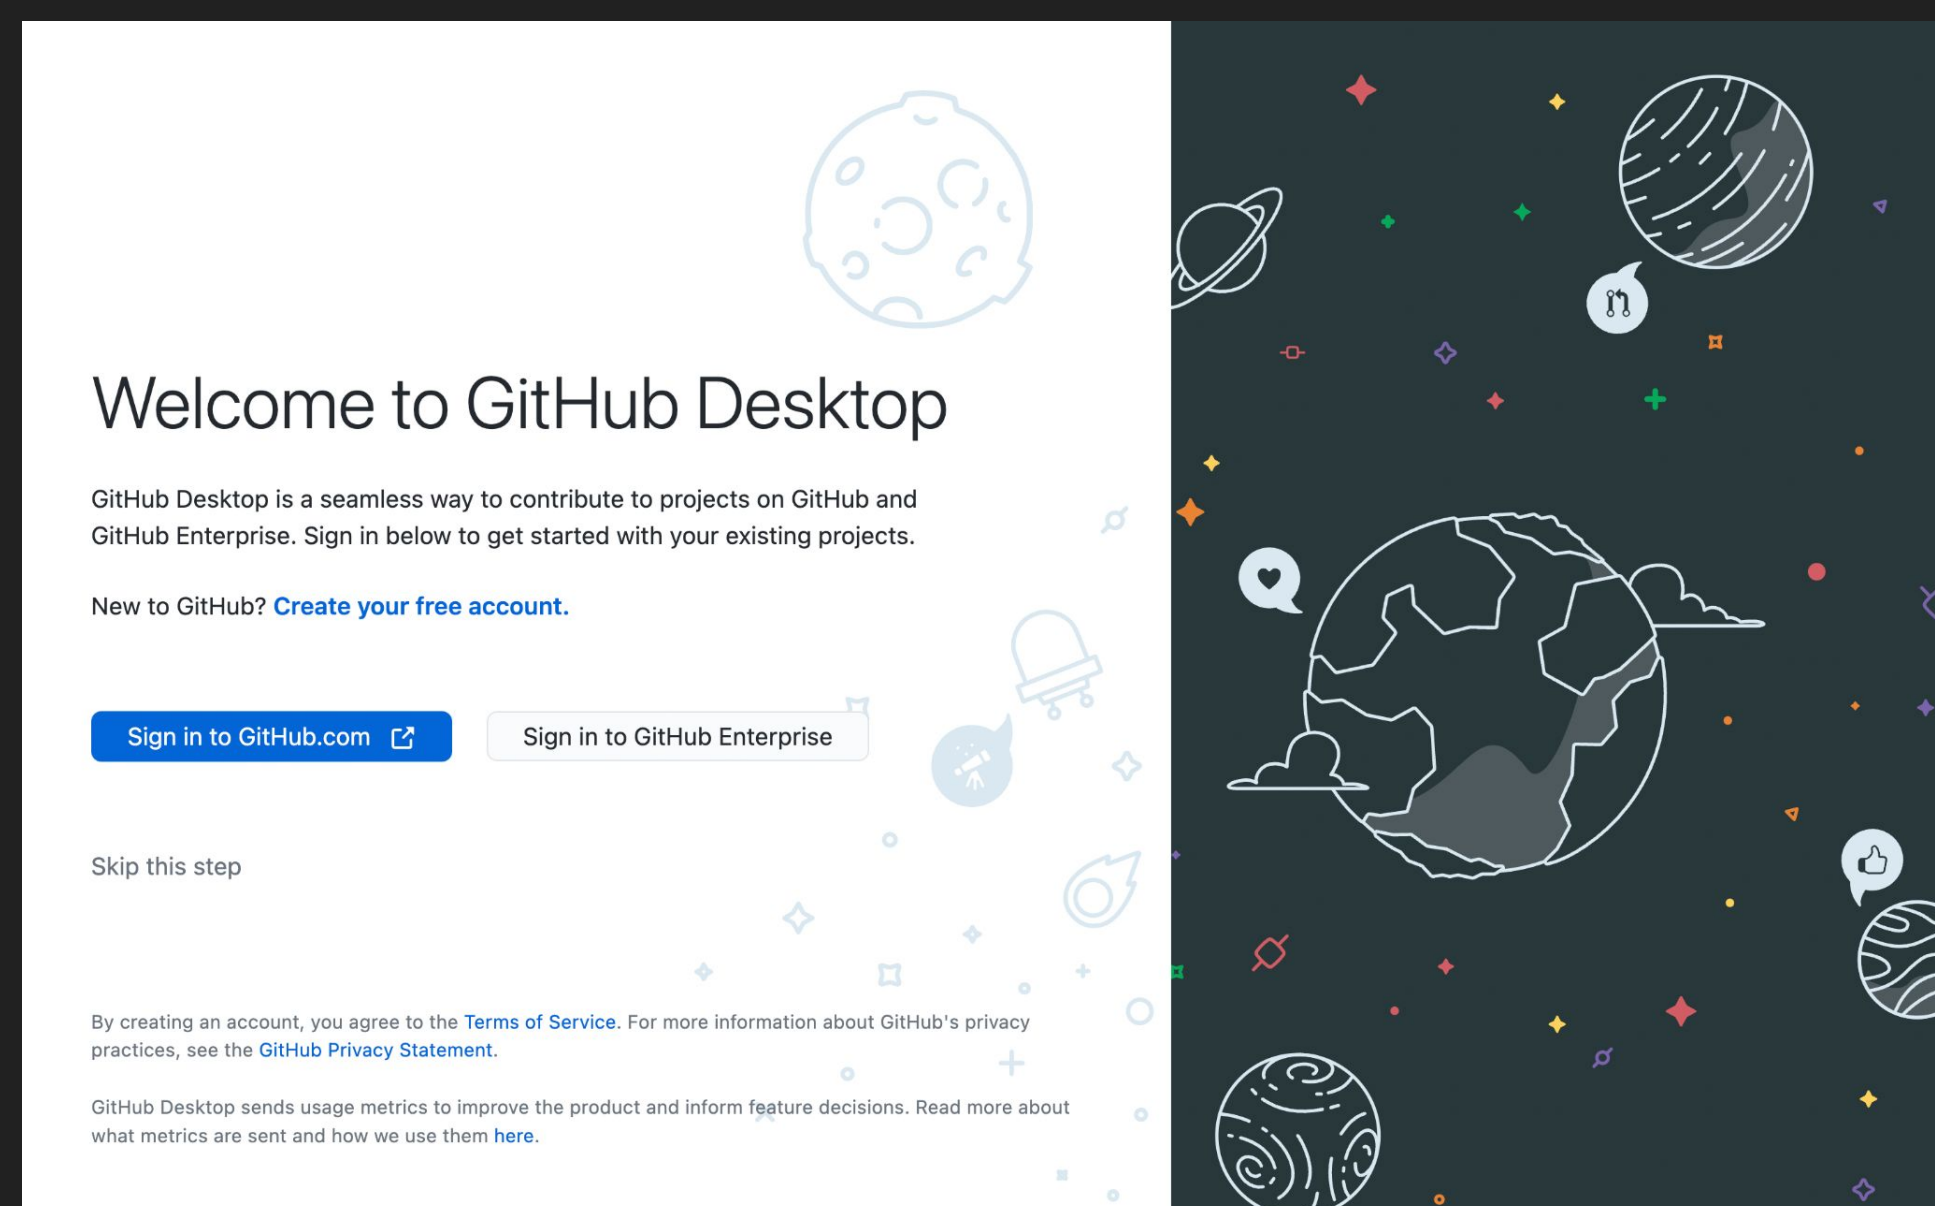 Welcome to GitHub Desktop
GitHub Desktop is a seamless way to contribute to projects on GitHub and
GitHub Enterprise. Sign in below to get started with your existing projects.
New to GitHub? Create your free account.
Sign in to GitHub.com
Sign in to GitHub Enterprise
Skip this step
By creating an account, you agree to the Terms of Service. For more information about GitHub's privacy
practices, see the GitHub Privacy Statement.
GitHub Desktop sends usage metrics to improve the product and inform feature decisions. Read more about
what metrics are sent and how we use them here.